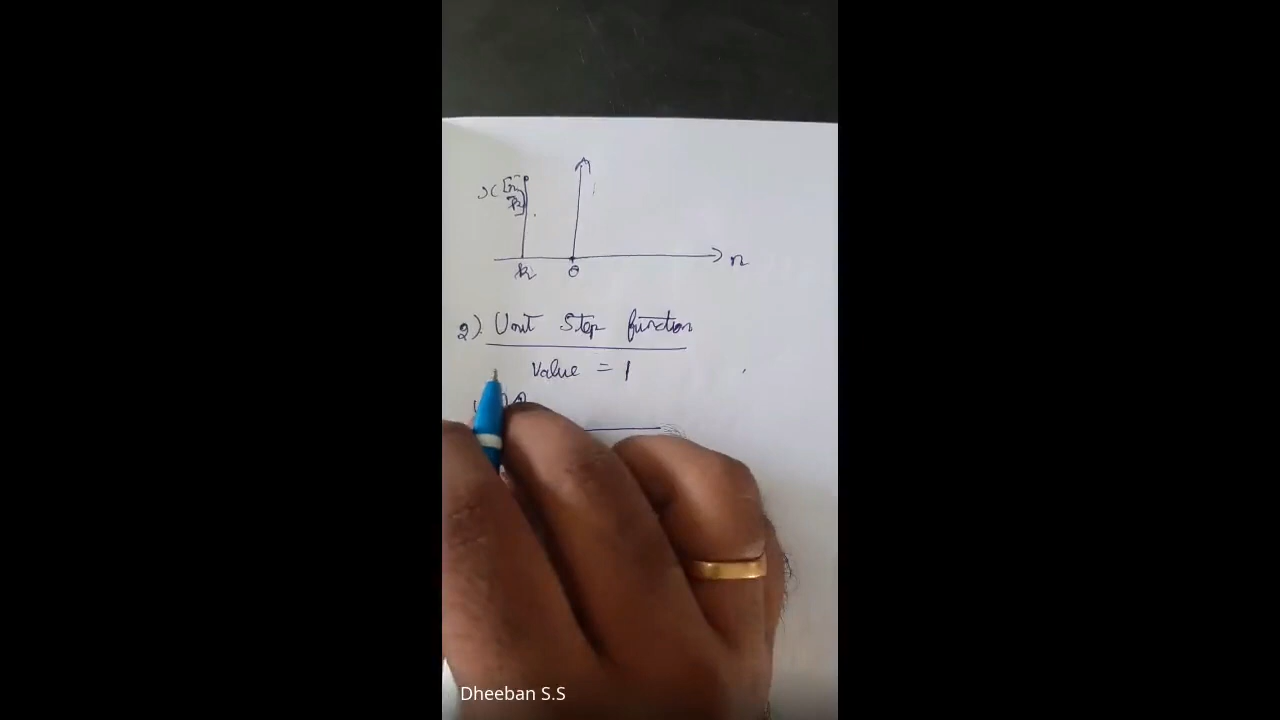 x[n
k]
k 0 n
2) Unit Step function
Value = 1
Dheeban S.S